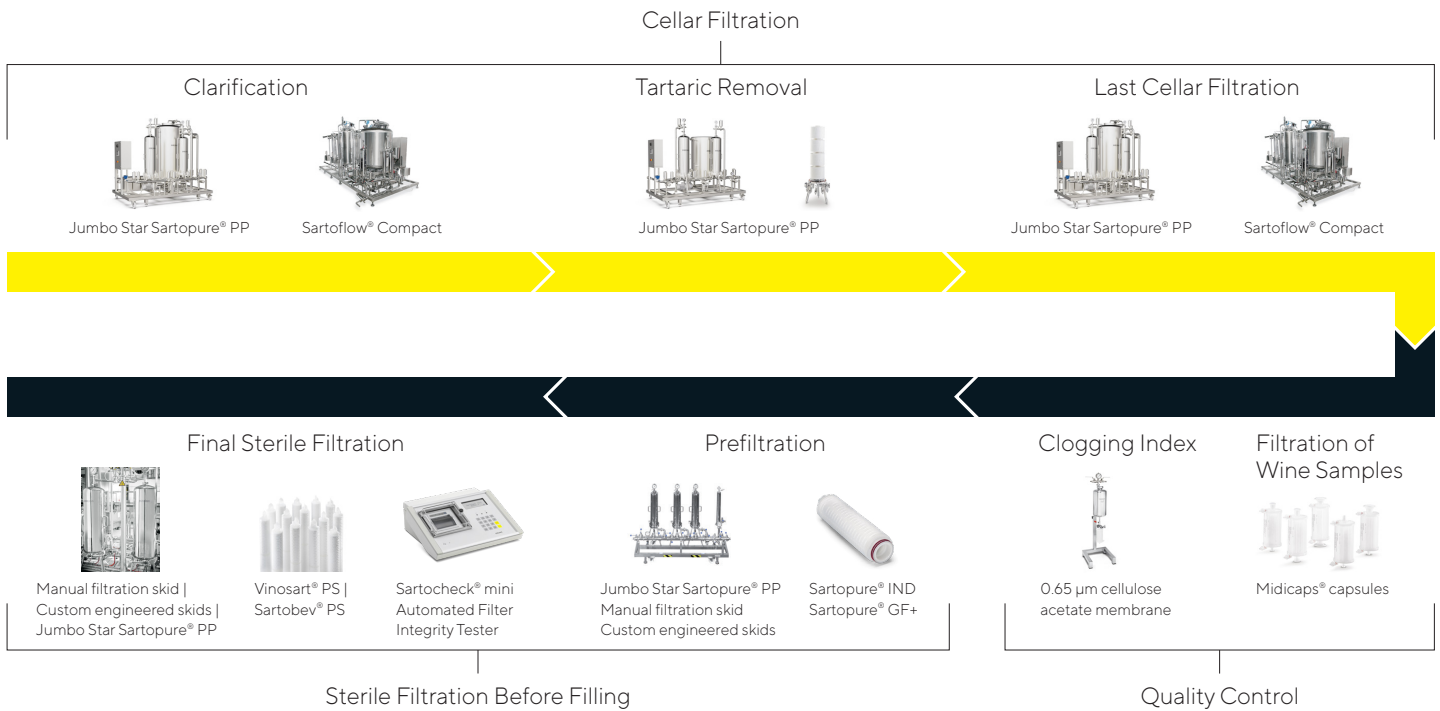 Cellar Filtration
Clarification
Tartaric Removal
Last Cellar Filtration
Jumbo Star Sartopure® PP
Sartoflow® Compact
Jumbo Star Sartopure® PP
Jumbo Star Sartopure® PP
Sartoflow® Compact
Final Sterile Filtration
Prefiltration
Clogging Index
Filtration of
Wine Samples
Manual filtration skid |
Custom engineered skids |
Jumbo Star Sartopure® PP
Vinosart® PS |
Sartobev® PS
Sartocheck® mini
Automated Filter
Integrity Tester
Jumbo Star Sartopure® PP
Manual filtration skid
Custom engineered skids
Sartopure® IND
Sartopure® GF+
0.65 μm cellulose
acetate membrane
Midicaps® capsules
Sterile Filtration Before Filling
Quality Control